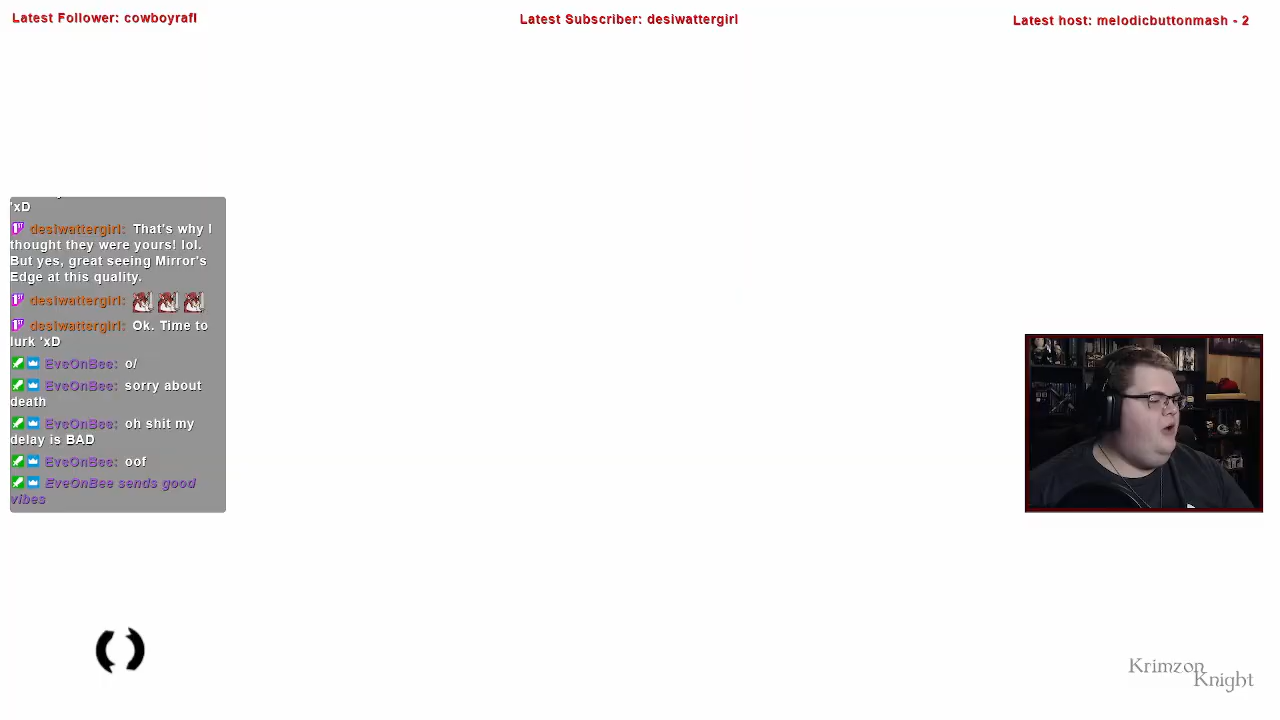 Latest Follower: cowboyrafl
Latest Subscriber: desiwattergirl
Latest host: melodicbuttonmash - 2
'xD
desiwattergirl: That's why I
thought they were yours! lol.
But yes, great seeing Mirror's
Edge at this quality.
desiwattergirl:
desiwattergirl: Ok. Time to
lurk 'xD
EveOnBee: o/
EveOnBee: sorry about
death
EveOnBee: oh shit my
delay is BAD
EveOnBee: oof
EveOnBee sends good
vibes
Krimzon
Knight